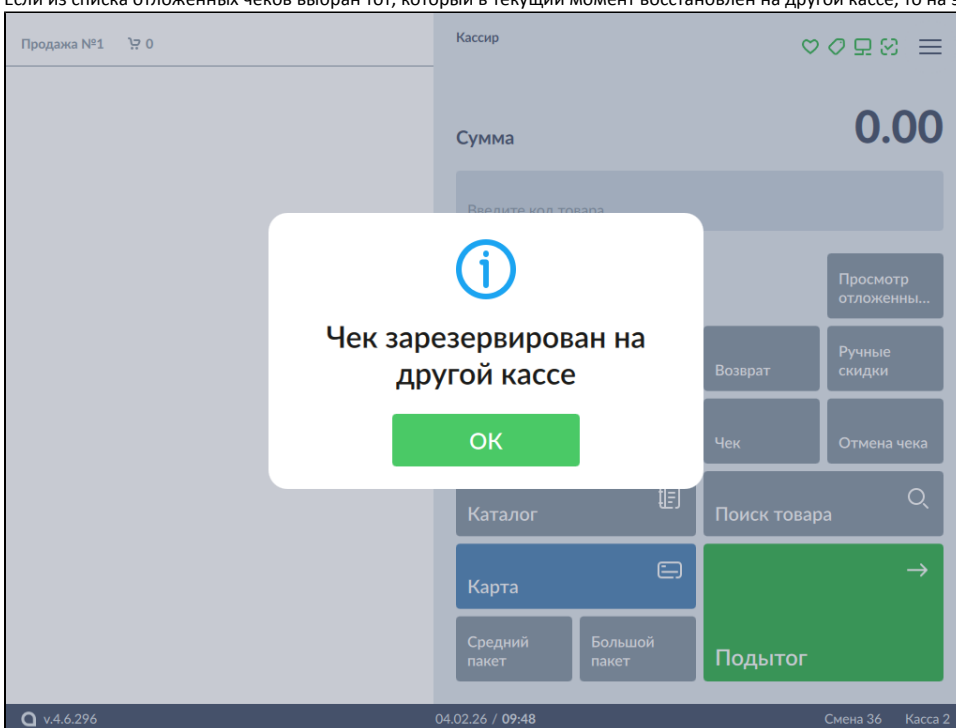 Если из списка отложенных чеков выбран тот, который в текущий момент восстановлен на другой кассе, то на
Продажа №1 0
Кассир
Сумма
0.00
Введите код товара
Чек зарезервирован на
другой кассе
ОК
Просмотр
отложенны...
Возврат
Ручные
скидки
Чек
Отмена чека
Каталог
Поиск товара
Карта
Средний
пакет
Большой
пакет
Подытог
v.4.6.296
04.02.26 / 09:48
Смена 36
Касса 2